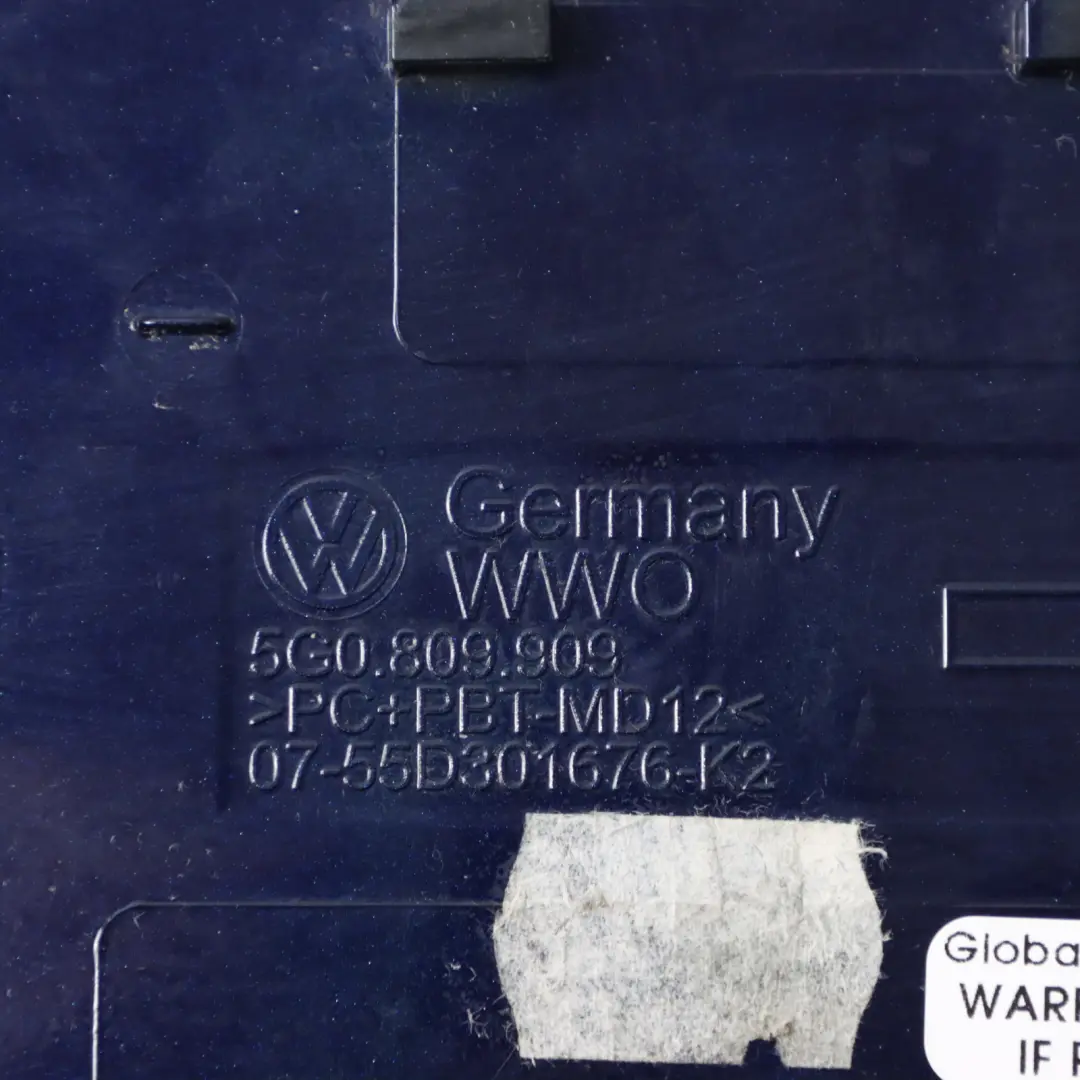 Germany
WWO
5G0.809.909
>PC+PBT-MD12<
07-55D301676-K2
Globa
WAR
IF